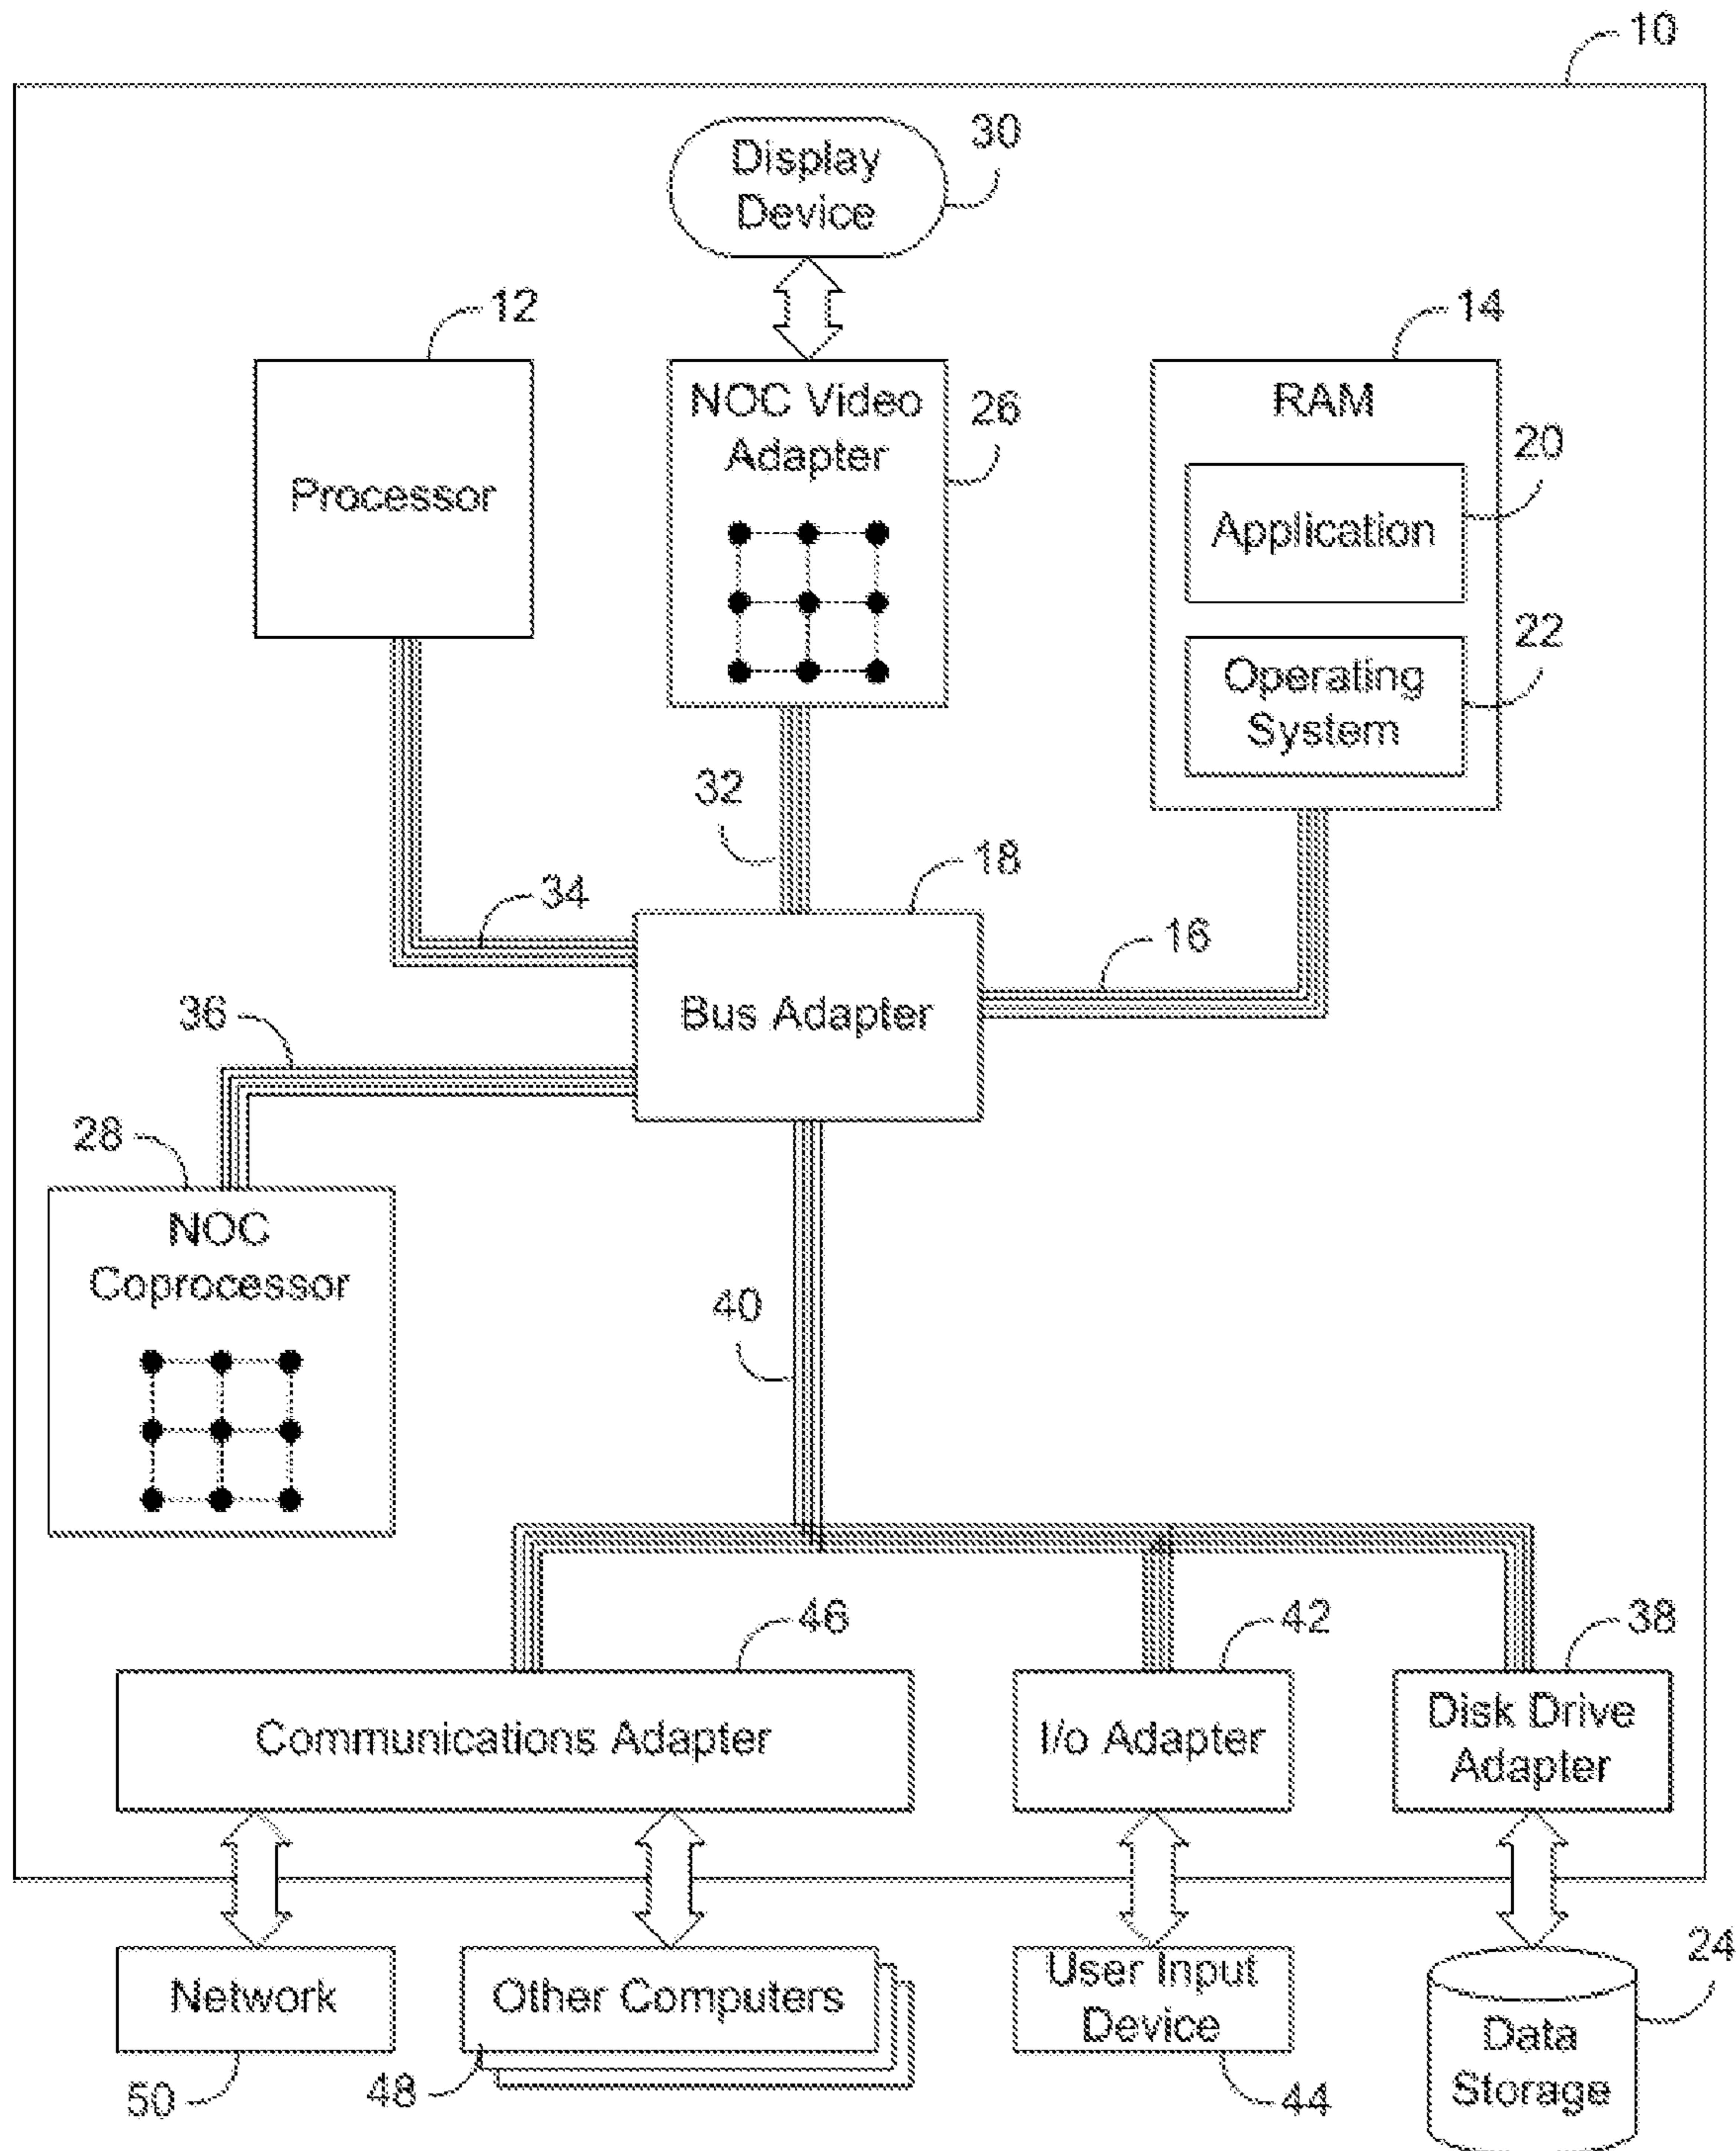 10
Display
Device
30
12
14
Processor
NOC Video
Adapter
26
RAM
20
Application
22
Operating
System
32
18
34
16
Bus Adapter
36
28
NOC
Coprocessor
40
46
42
38
Communications Adapter
I/o Adapter
Disk Drive
Adapter
Network
50
Other Computers
48
User Input
Device
44
24
Data
Storage